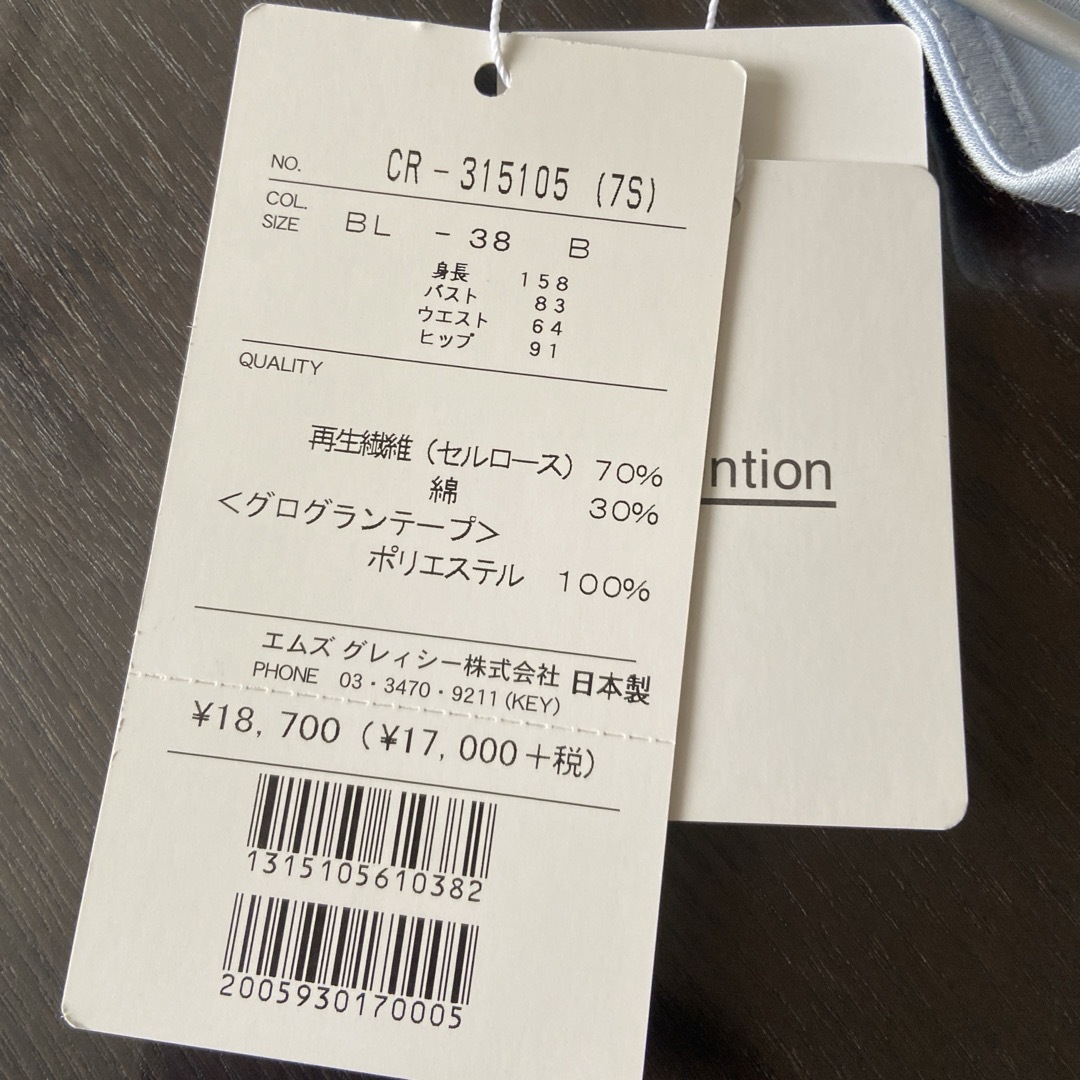 NO. CR-315105 (7S)
COL.
SIZE BL -38 B
身長 158
バスト 83
ウエスト 64
ヒップ 91
QUALITY
再生繊維（セルロース） 70%
綿 30%
＜グログランテープ＞
ポリエステル 100%
エムズ グレィシー株式会社 日本製
PHONE 03・3470・9211 (KEY)
¥18,700（¥17,000＋税）
1315105610382
2005930170005
ntion